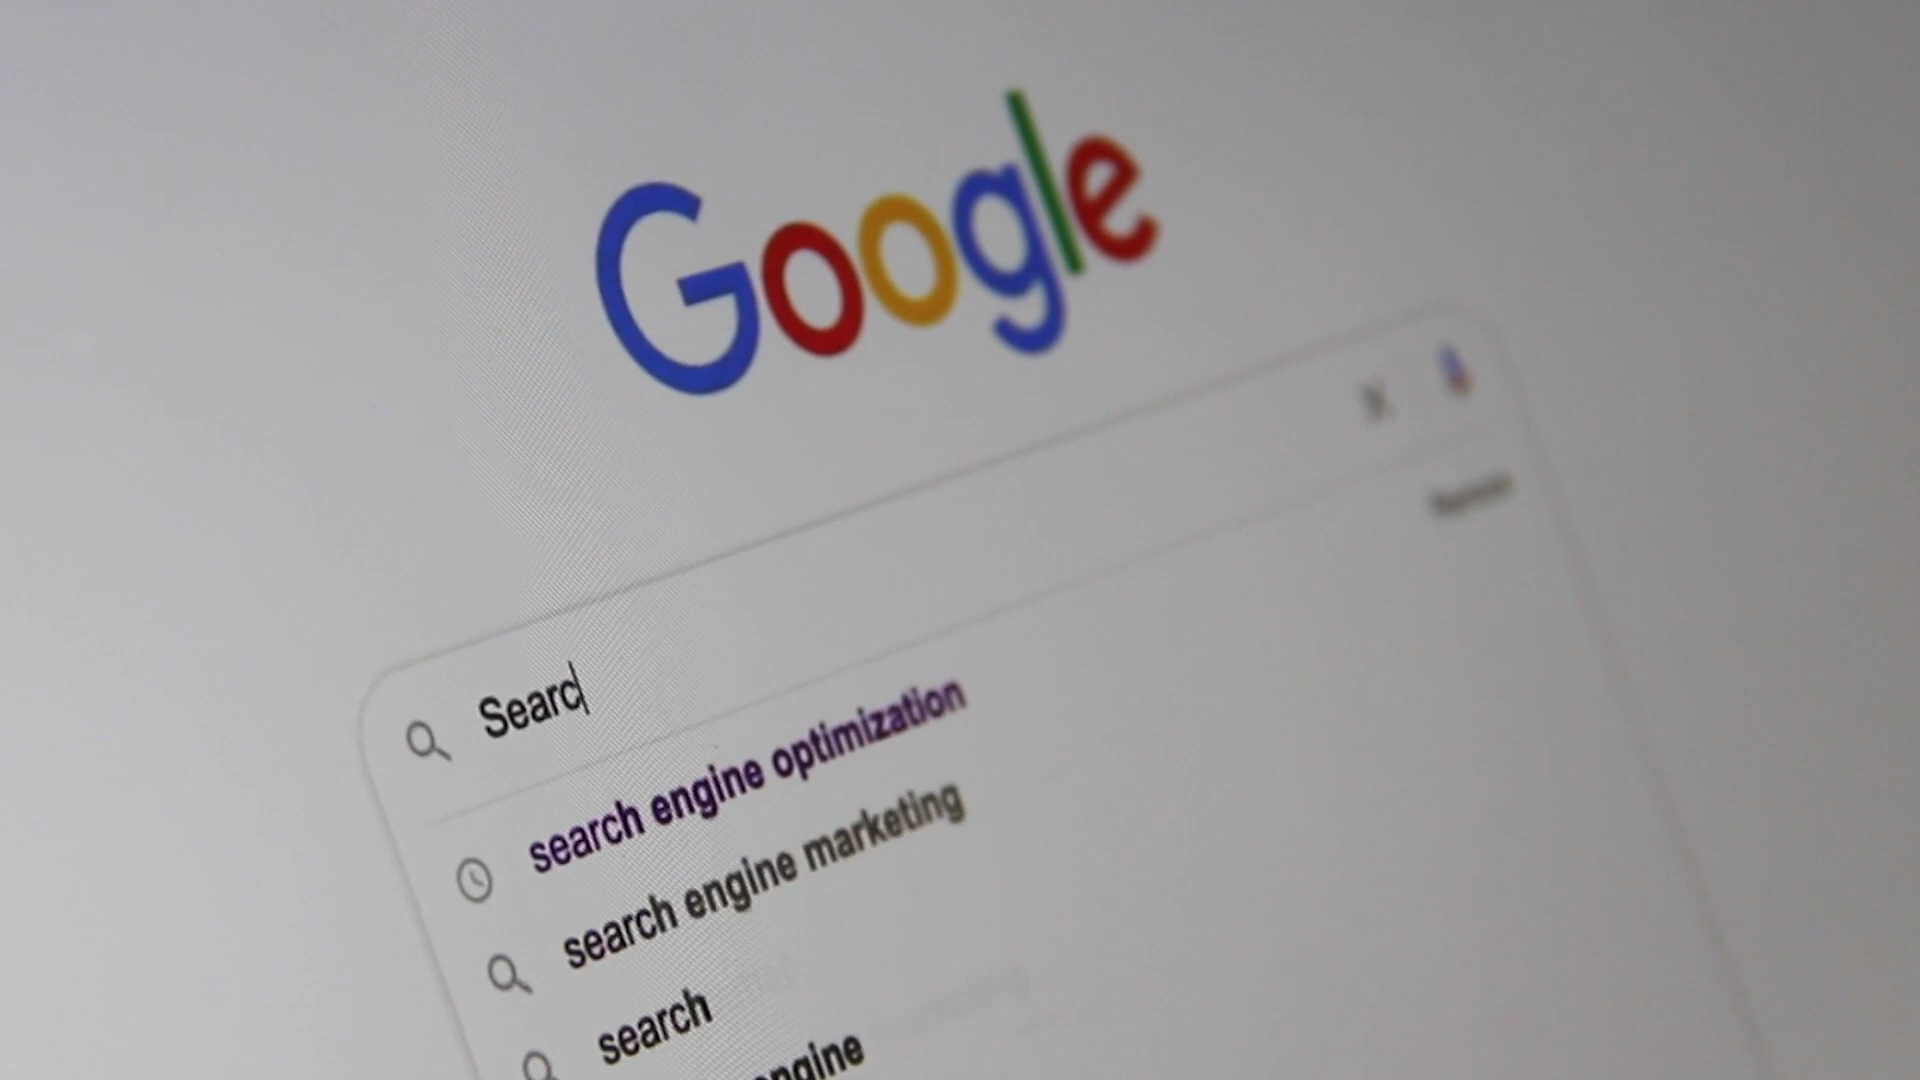 Google
Searc
search engine optimization
search engine marketing
search
engine